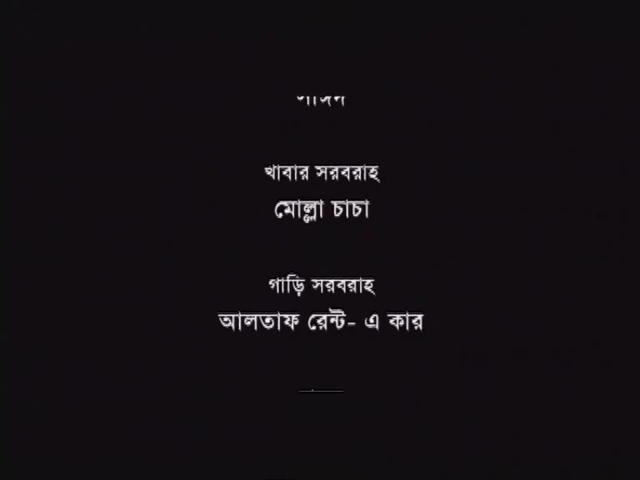 খাবার সরবরাহ
মোল্লা চাচা
গাড়ি সরবরাহ
আলতাফ রেন্ট- এ কার